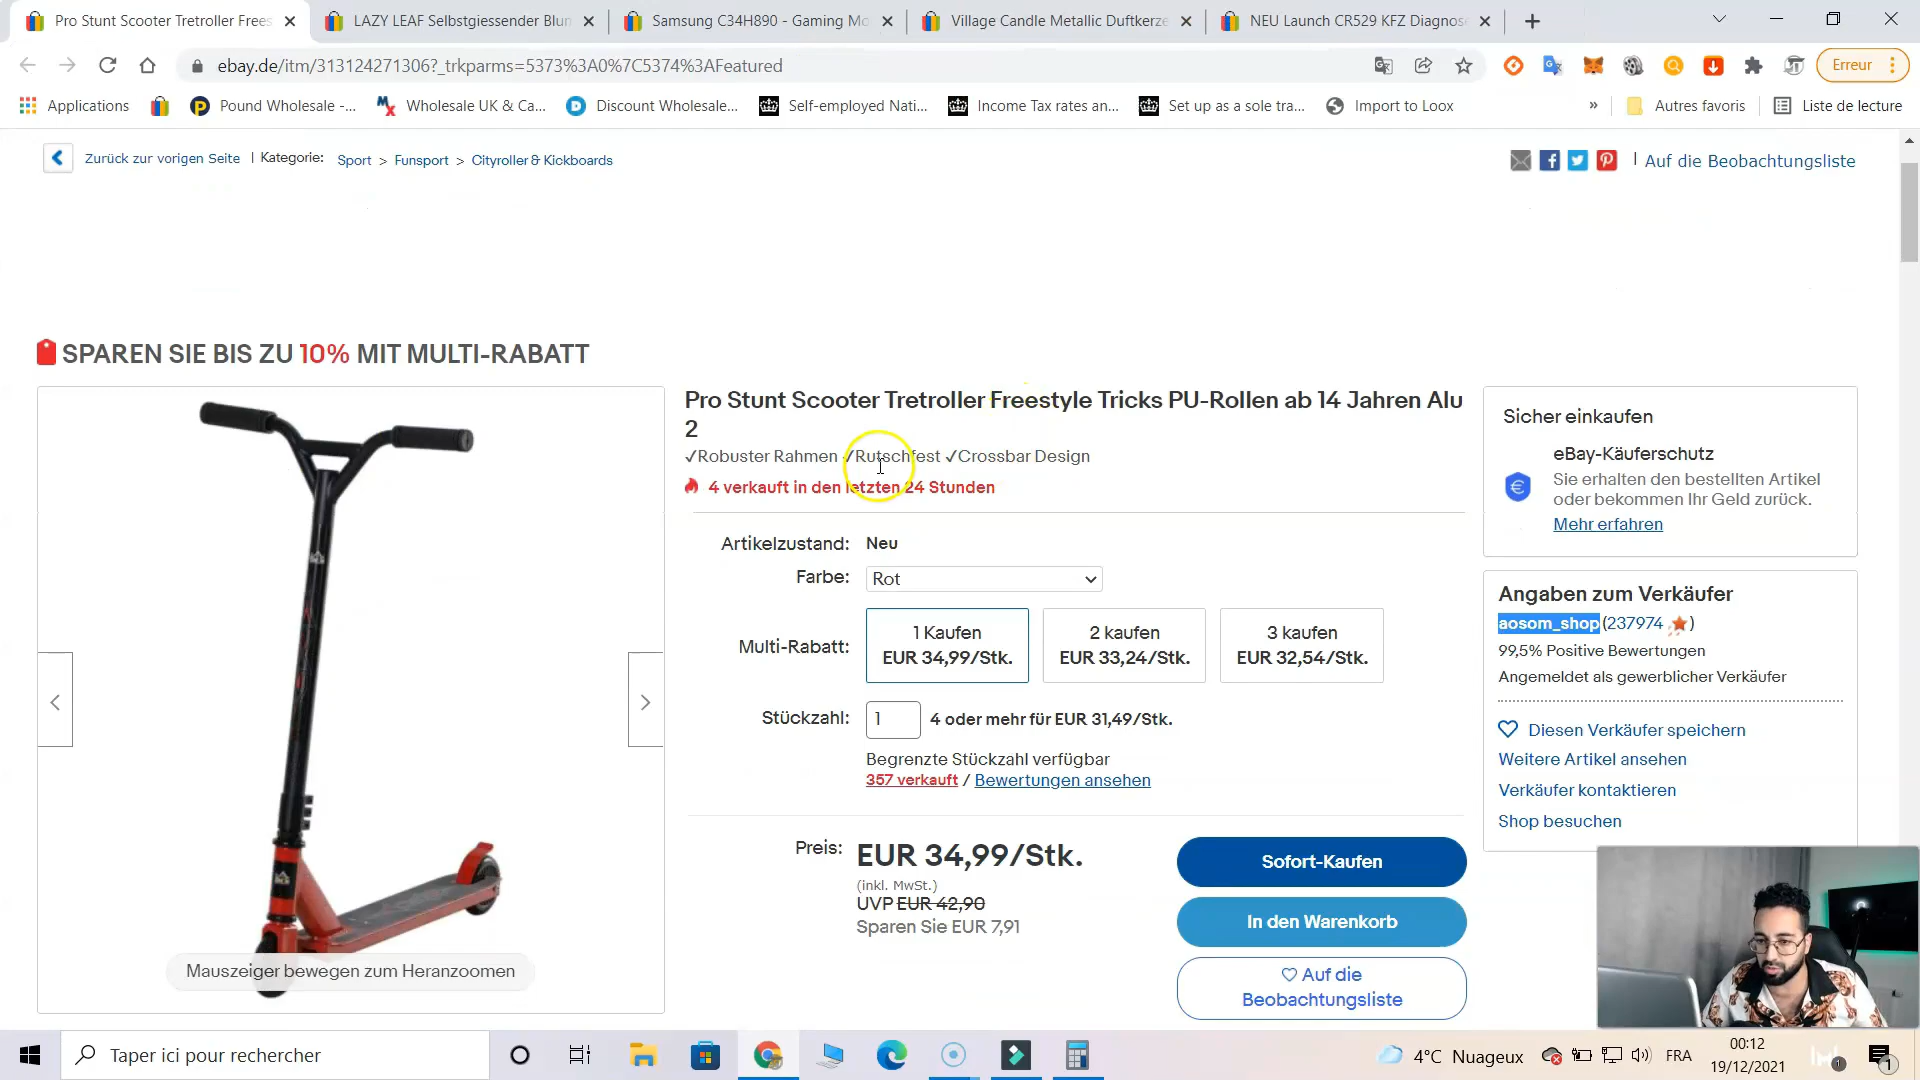 Pro Stunt Scooter Tretroller Frees
LAZY LEAF Selbstgiessender Blun
Samsung C34H890 - Gaming Mo
Village Candle Metallic Duftkerze
NEU Launch CR529 KFZ Diagnose
ebay.de/itm/313124271306?_trkparms=5373%3A0%7C5374%3AFeatured
Erreur
Applications
Pound Wholesale -...
Wholesale UK & Ca...
Discount Wholesale...
Self-employed Nati...
Income Tax rates an...
Set up as a sole tra...
Import to Loox
»
Autres favoris
Liste de lecture
Zurück zur vorigen Seite | Kategorie: Sport > Funsport > Cityroller & Kickboards
| Auf die Beobachtungsliste
SPAREN SIE BIS ZU 10% MIT MULTI-RABATT
Pro Stunt Scooter Tretroller Freestyle Tricks PU-Rollen ab 14 Jahren Alu
2
✓Robuster Rahmen ✓Rutschfest ✓Crossbar Design
4 verkauft in den letzten 24 Stunden
Artikelzustand: Neu
Farbe: Rot
Multi-Rabatt:
1 Kaufen
EUR 34,99/Stk.
2 kaufen
EUR 33,24/Stk.
3 kaufen
EUR 32,54/Stk.
Stückzahl: 1 4 oder mehr für EUR 31,49/Stk.
Begrenzte Stückzahl verfügbar
357 verkauft / Bewertungen ansehen
Preis: EUR 34,99/Stk.
(inkl. MwSt.)
UVP EUR 42,90
Sparen Sie EUR 7,91
Sofort-Kaufen
In den Warenkorb
Auf die
Beobachtungsliste
Mauszeiger bewegen zum Heranzoomen
Sicher einkaufen
eBay-Käuferschutz
€
Sie erhalten den bestellten Artikel
oder bekommen Ihr Geld zurück.
Mehr erfahren
Angaben zum Verkäufer
aosom_shop (237974 )
99,5% Positive Bewertungen
Angemeldet als gewerblicher Verkäufer
Diesen Verkäufer speichern
Weitere Artikel ansehen
Verkäufer kontaktieren
Shop besuchen
Taper ici pour rechercher
4°C Nuageux
FRA
00:12
19/12/2021
1
1